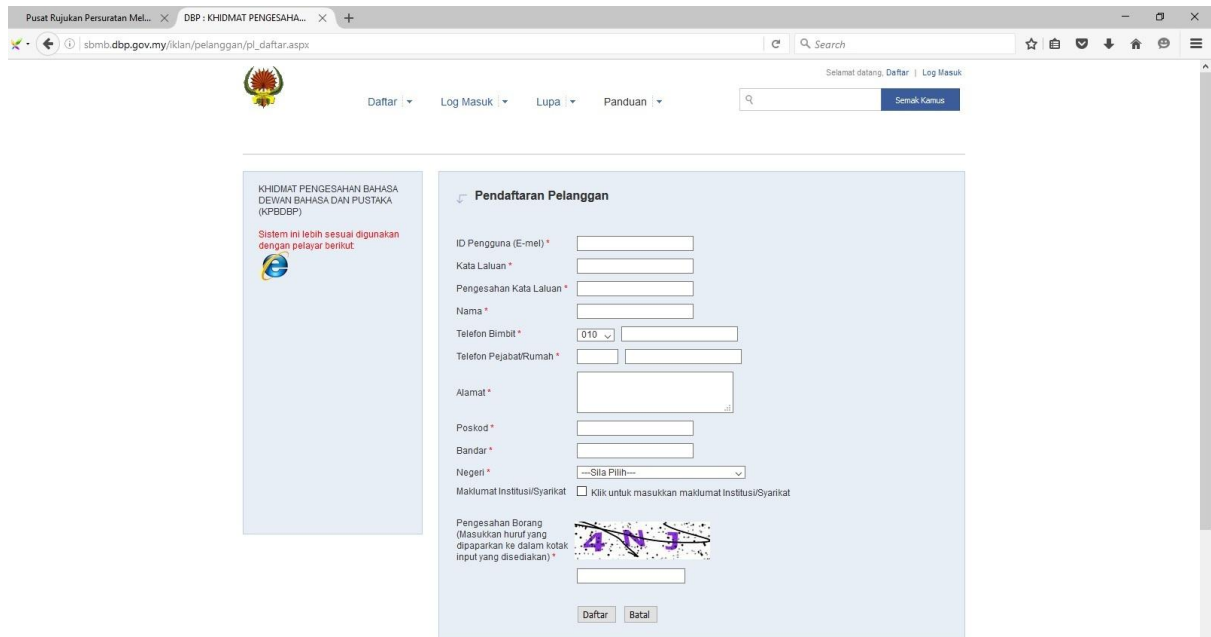 Pusat Rujukan Persuratan Mel...
DBP : KHIDMAT PENGESAHA...
sbmb.dbp.gov.my/iklan/pelanggan/pl_daftar.aspx
Search
Selamat datang, Daftar | Log Masuk
Daftar
Log Masuk
Lupa
Panduan
Semak Kamus
KHIDMAT PENGESAHAN BAHASA
DEWAN BAHASA DAN PUSTAKA
(KPBDBP)
Sistem ini lebih sesuai digunakan
dengan pelayar berikut:
Pendaftaran Pelanggan
ID Pengguna (E-mel) *
Kata Laluan *
Pengesahan Kata Laluan *
Nama *
Telefon Bimbit * 010
Telefon Pejabat/Rumah *
Alamat *
Poskod *
Bandar *
Negeri * ---Sila Pilih---
Maklumat Institusi/Syarikat Klik untuk masukkan maklumat Institusi/Syarikat
Pengesahan Borang
(Masukkan huruf yang
dipaparkan ke dalam kotak
input yang disediakan) *
4 N J
Daftar Batal